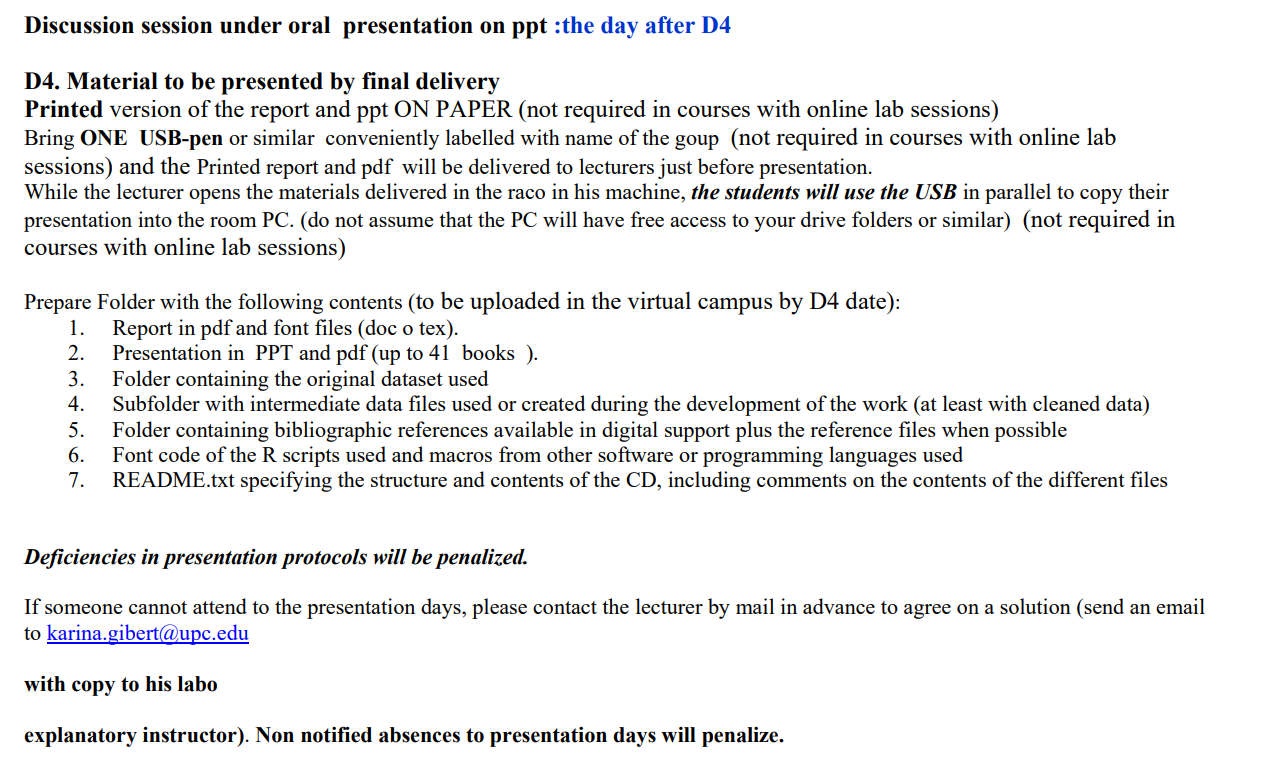 Discussion session under oral presentation on ppt :the day after D4
D4. Material to be presented by final delivery
Printed version of the report and ppt ON PAPER (not required in courses with online lab sessions)
Bring ONE USB-pen or similar conveniently labelled with name of the goup (not required in courses with online lab
sessions) and the Printed report and pdf will be delivered to lecturers just before presentation.
While the lecturer opens the materials delivered in the raco in his machine, the students will use the USB in parallel to copy their
presentation into the room PC. (do not assume that the PC will have free access to your drive folders or similar) (not required in
courses with online lab sessions)
Prepare Folder with the following contents (to be uploaded in the virtual campus by D4 date):
1. Report in pdf and font files (doc o tex).
2. Presentation in PPT and pdf (up to 41 books ).
3. Folder containing the original dataset used
4. Subfolder with intermediate data files used or created during the development of the work (at least with cleaned data)
5. Folder containing bibliographic references available in digital support plus the reference files when possible
6. Font code of the R scripts used and macros from other software or programming languages used
7. README.txt specifying the structure and contents of the CD, including comments on the contents of the different files
Deficiencies in presentation protocols will be penalized.
If someone cannot attend to the presentation days, please contact the lecturer by mail in advance to agree on a solution (send an email
to karina.gibert@upc.edu
with copy to his labo
explanatory instructor). Non notified absences to presentation days will penalize.